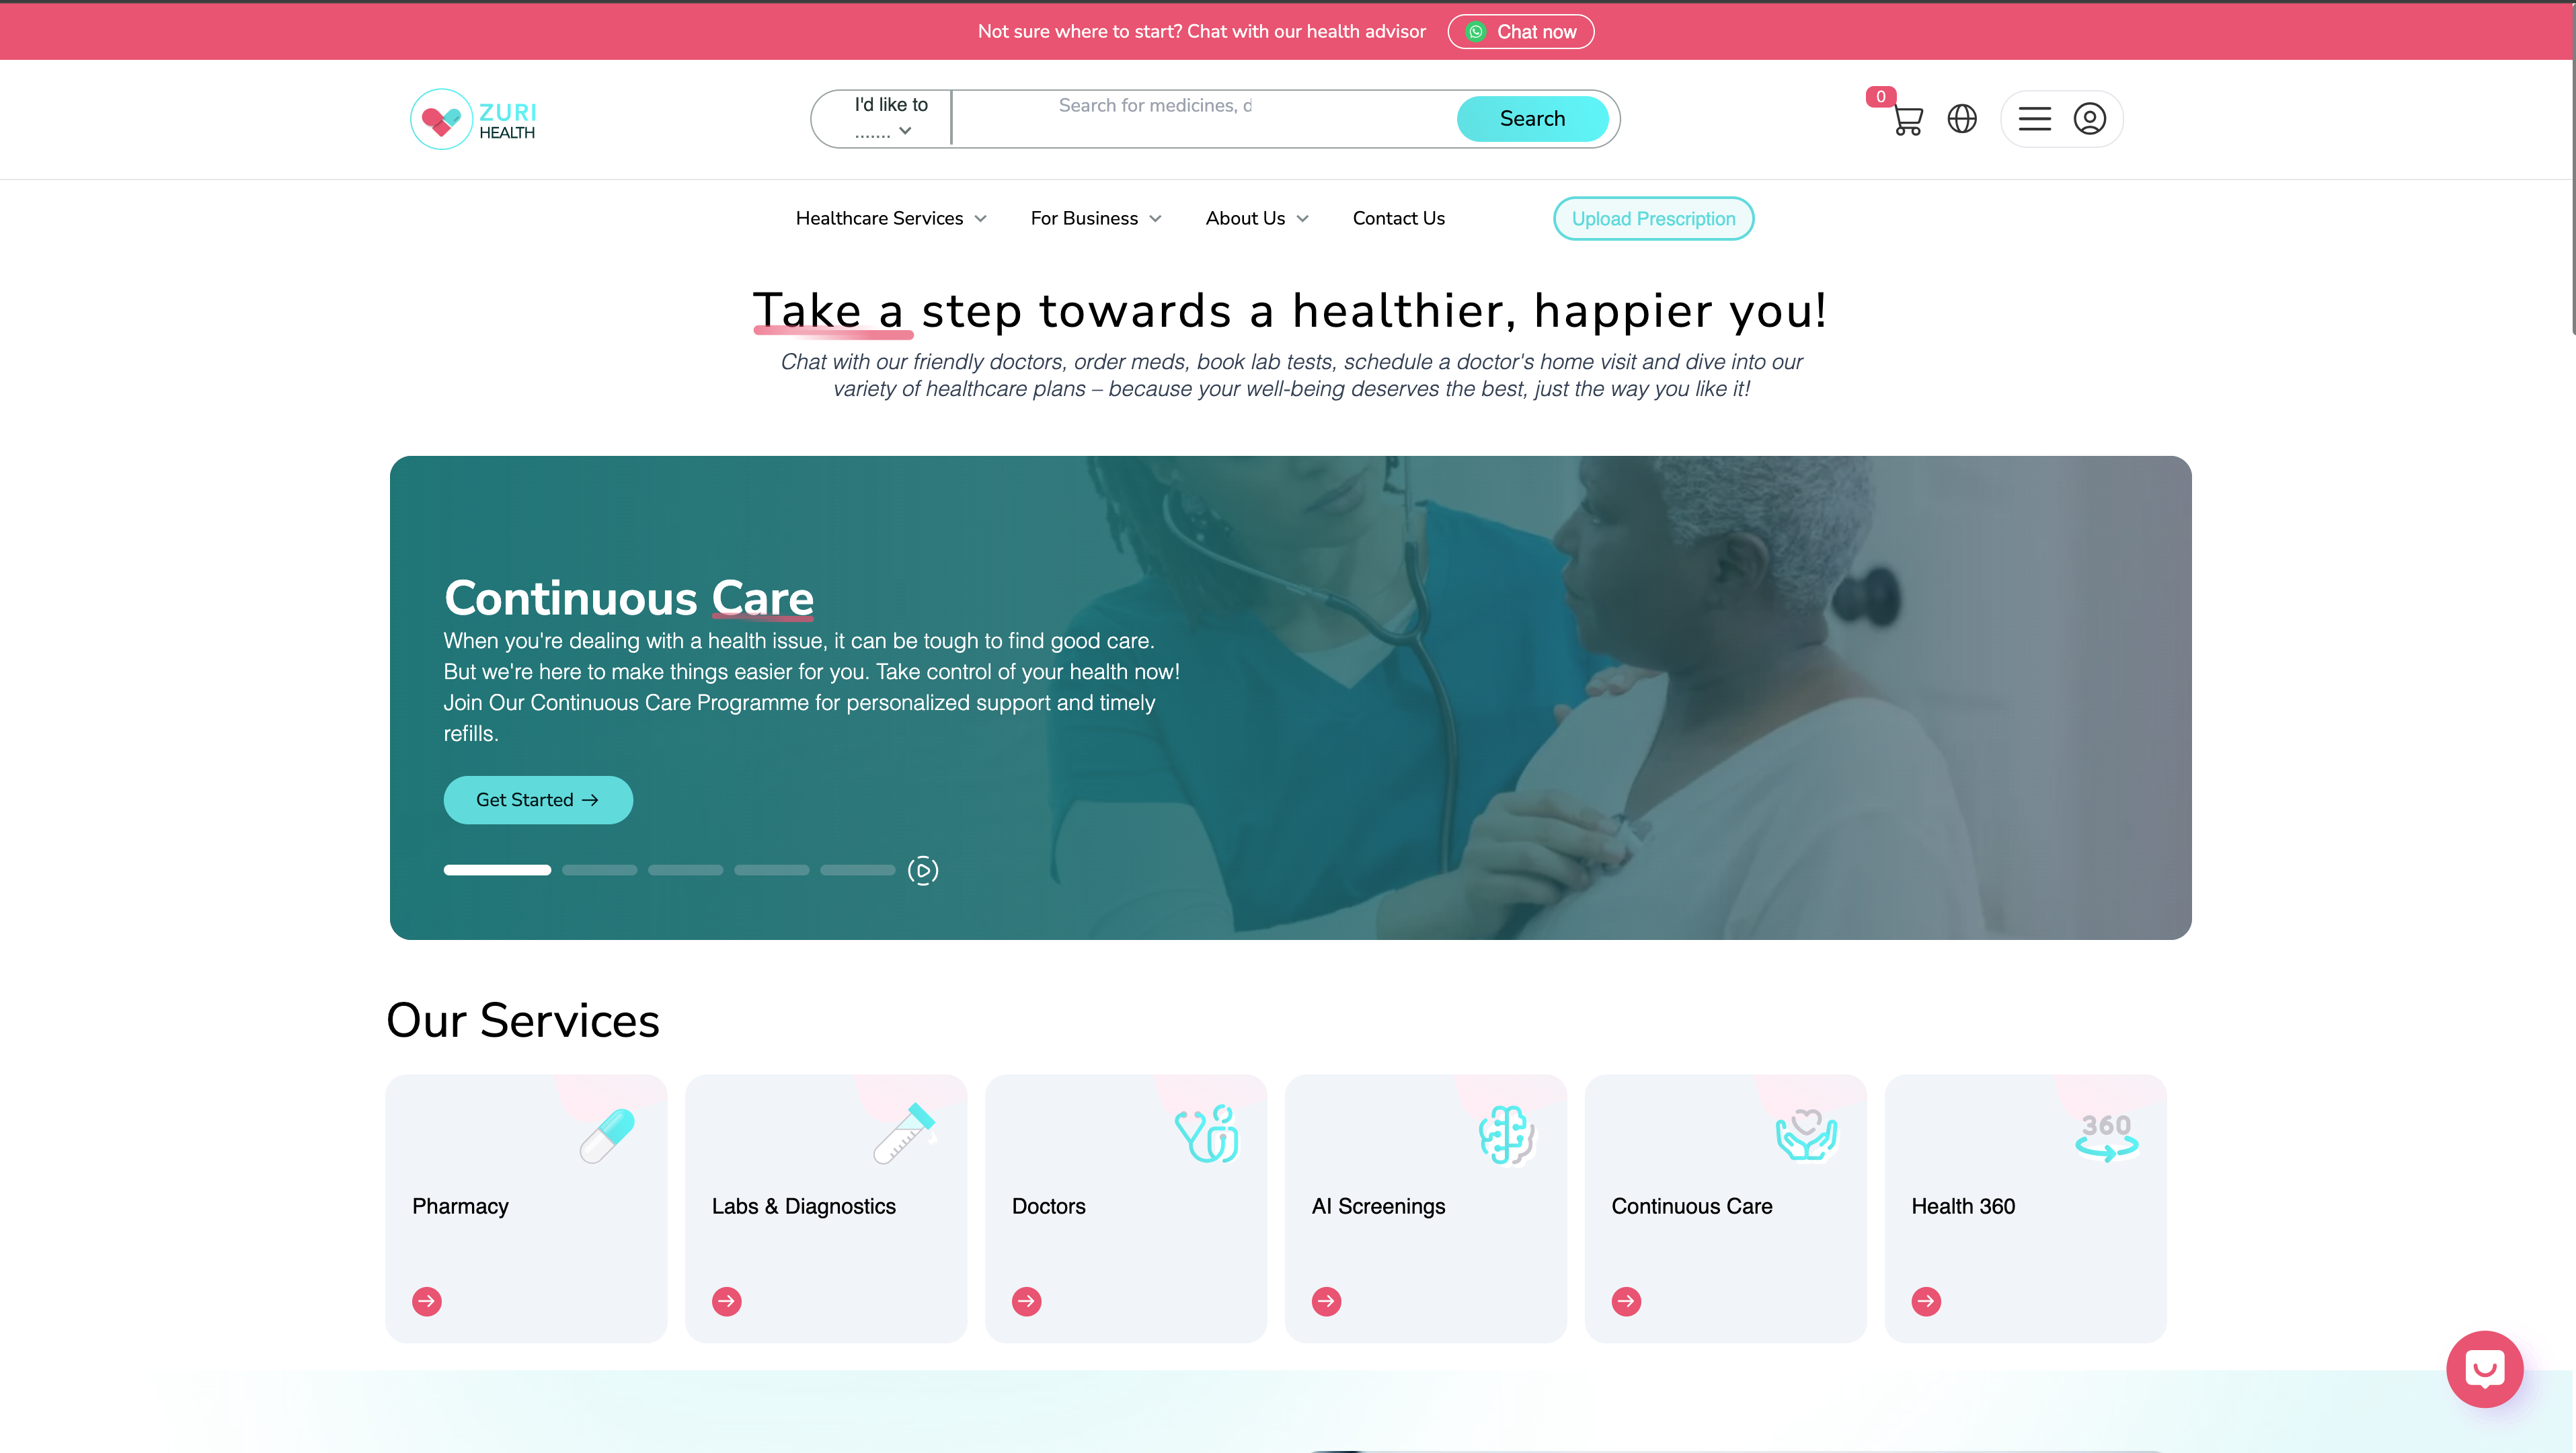 Not sure where to start? Chat with our health advisor
Chat now
ZURI
HEALTH
I'd like to
.......
Search for medicines, d
Search
0
Healthcare Services
For Business
About Us
Contact Us
Upload Prescription
Take a step towards a healthier, happier you!
Chat with our friendly doctors, order meds, book lab tests, schedule a doctor's home visit and dive into our
variety of healthcare plans – because your well-being deserves the best, just the way you like it!
Continuous Care
When you're dealing with a health issue, it can be tough to find good care.
But we're here to make things easier for you. Take control of your health now!
Join Our Continuous Care Programme for personalized support and timely
refills.
Get Started
Our Services
360
Pharmacy
Labs & Diagnostics
Doctors
AI Screenings
Continuous Care
Health 360